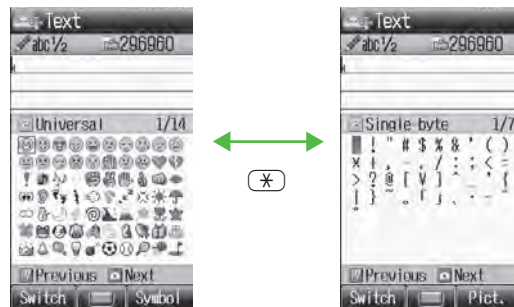 Text
abc½ 296960
Universal 1/14
Previous Next
Switch Symbol
*
Text
abc½ 296960
Single-byte 1/7
! " # $ % & ' ( )
* + , - . / : ; < =
> ? @ [ ¥ ] ^ _ ` {
| }
Previous Next
Switch Pict.